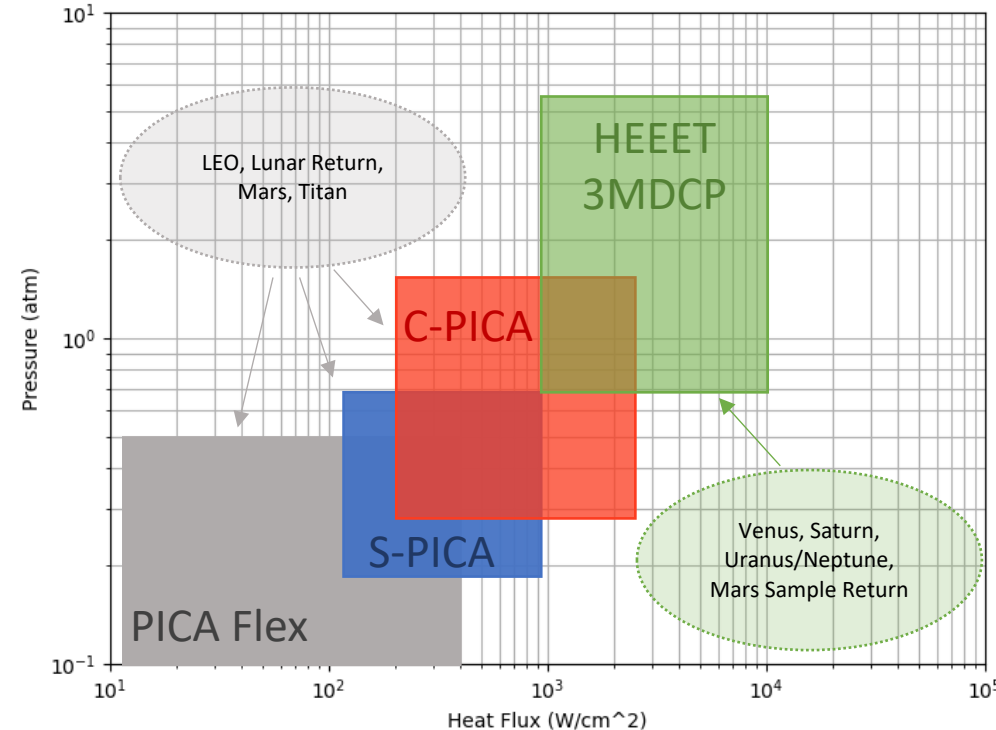 10^1
LEO, Lunar Return,
Mars, Titan
HEEET
3MDCP
Pressure (atm)
10^0
C-PICA
S-PICA
Venus, Saturn,
Uranus/Neptune,
Mars Sample Return
PICA Flex
10^-1
10^1 10^2 10^3 10^4 10^5
Heat Flux (W/cm^2)